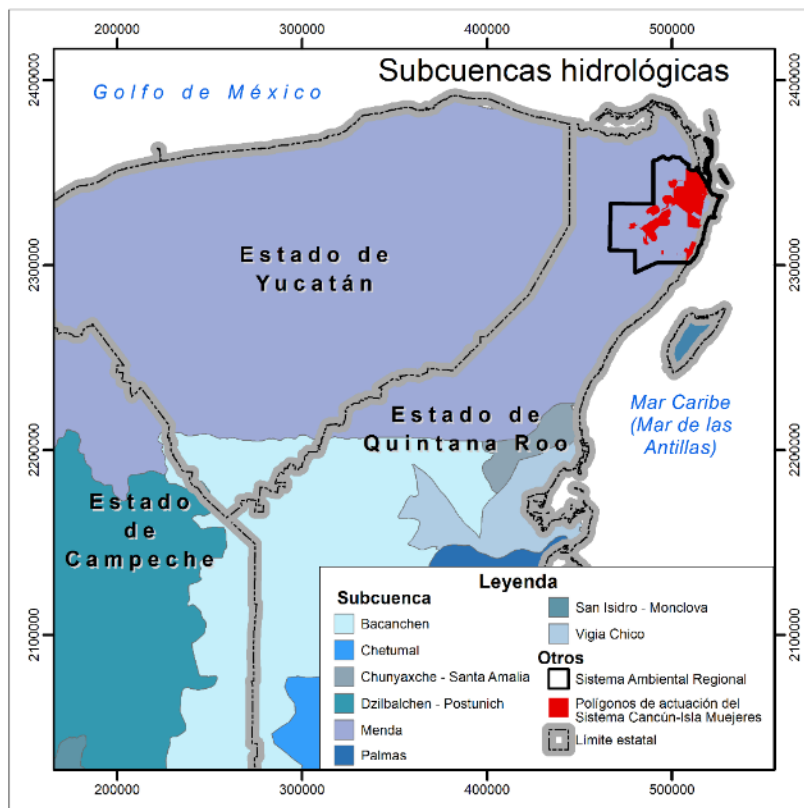 200000 300000 400000 500000
Subcuencas hidrológicas
2400000
2400000
Golfo de México
Estado de
Yucatán
2300000
2300000
Estado de
Quintana Roo
Mar Caribe
(Mar de las
Antillas)
2200000
2200000
Estado
de
Campeche
2100000
2100000
Leyenda
Subcuenca
Bacanchen
Chetumal
Chunyaxche - Santa Amalia
Dzilbalchen - Postunich
Menda
Palmas
San Isidro - Monclova
Vigia Chico
Otros
Sistema Ambiental Regional
Polígonos de actuación del
Sistema Cancún-Isla Muejeres
Límite estatal
200000 300000 400000 500000